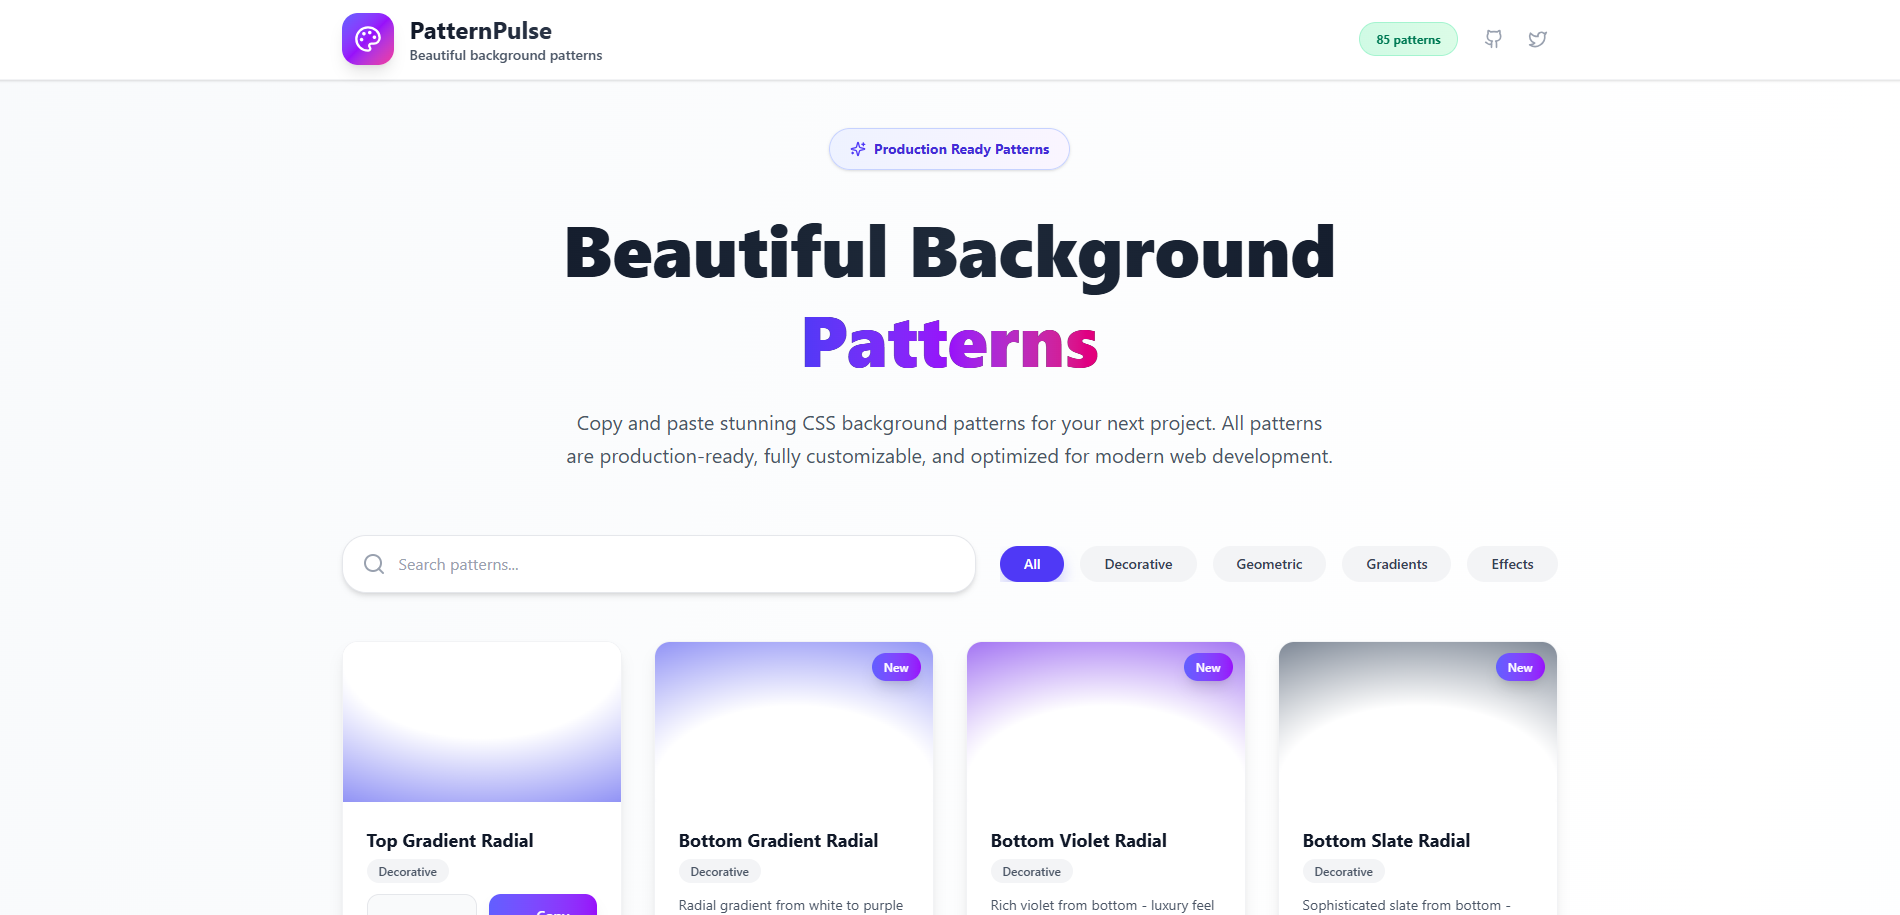 PatternPulse
Beautiful background patterns
85 patterns
Production Ready Patterns
Beautiful Background
Patterns
Copy and paste stunning CSS background patterns for your next project. All patterns
are production-ready, fully customizable, and optimized for modern web development.
Search patterns...
All
Decorative
Geometric
Gradients
Effects
New
New
New
Top Gradient Radial
Decorative
Copy
Bottom Gradient Radial
Decorative
Radial gradient from white to purple
Bottom Violet Radial
Decorative
Rich violet from bottom - luxury feel
Bottom Slate Radial
Decorative
Sophisticated slate from bottom -